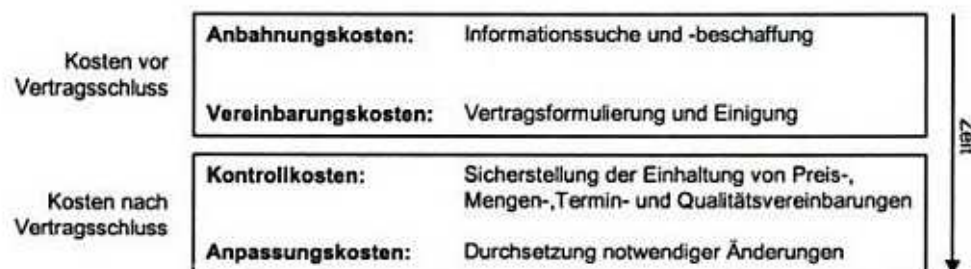 Kosten vor
Vertragsschluss
Anbahnungskosten: Informationssuche und -beschaffung
Vereinbarungskosten: Vertragsformulierung und Einigung
Kosten nach
Vertragsschluss
Kontrollkosten: Sicherstellung der Einhaltung von Preis-,
Mengen-,Termin- und Qualitätsvereinbarungen
Anpassungskosten: Durchsetzung notwendiger Änderungen
Zeit